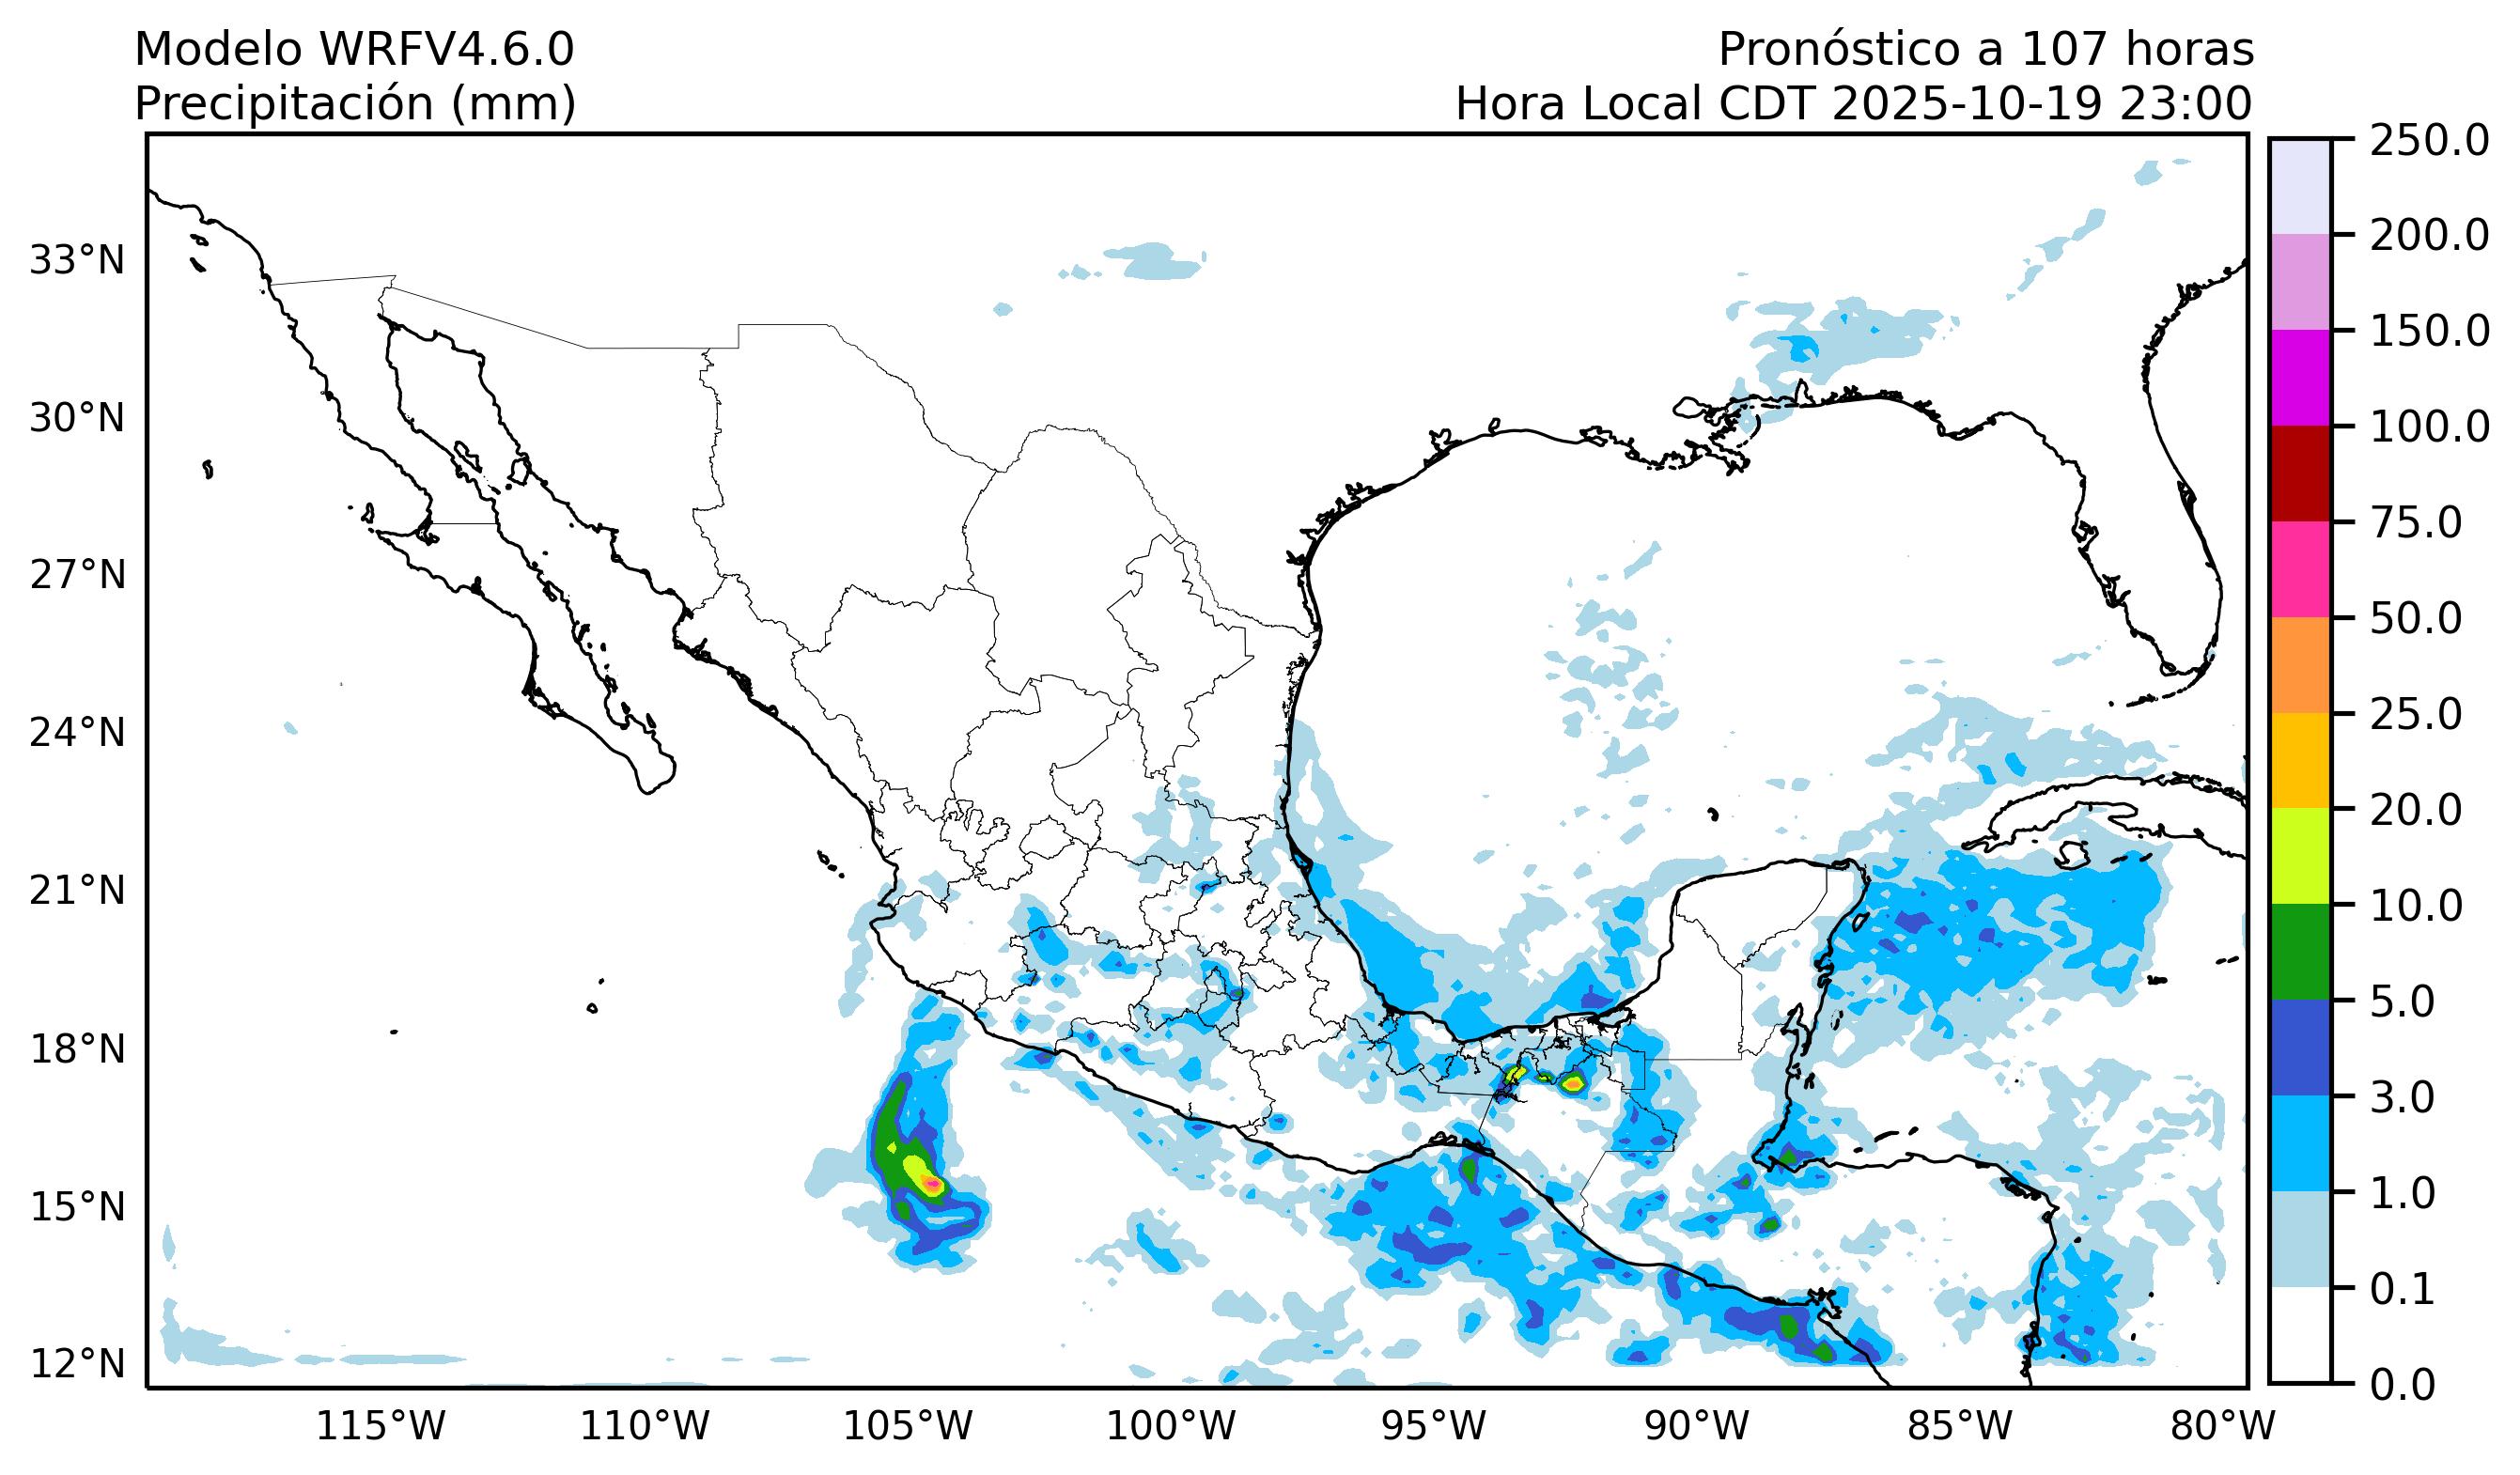 Modelo WRFV4.6.0
Precipitación (mm)
Pronóstico a 107 horas
Hora Local CDT 2025-10-19 23:00
33°N
30°N
27°N
24°N
21°N
18°N
15°N
12°N
115°W
110°W
105°W
100°W
95°W
90°W
85°W
80°W
250.0
200.0
150.0
100.0
75.0
50.0
25.0
20.0
10.0
5.0
3.0
1.0
0.1
0.0